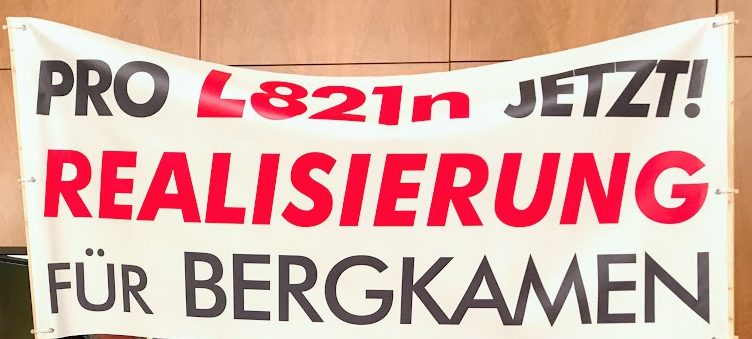 PRO L821n JETZT!
REALISIERUNG
FÜR BERGKAMEN